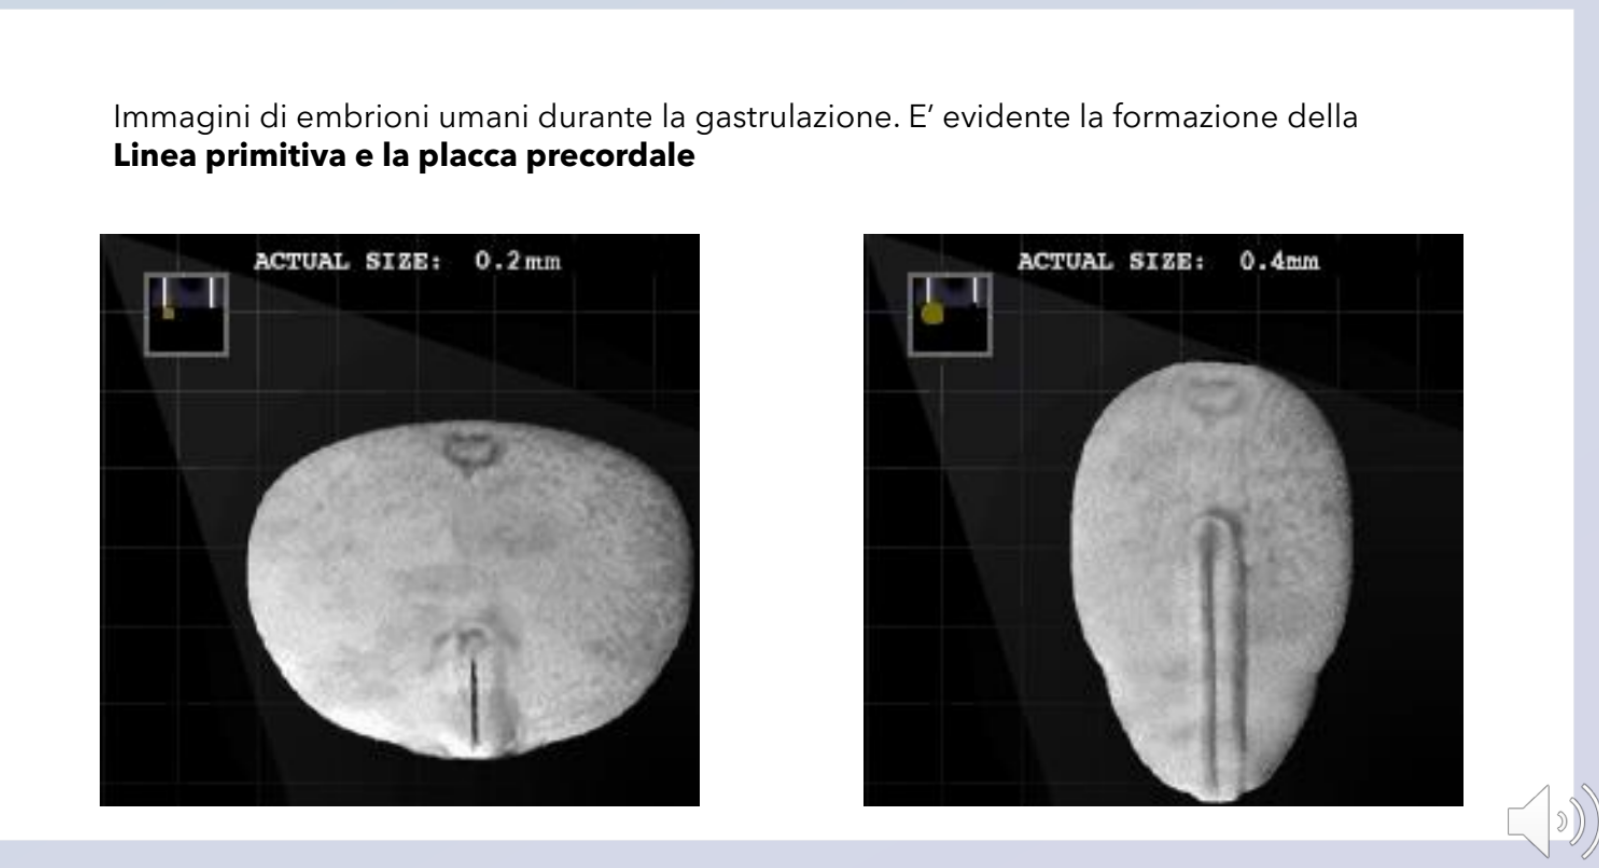 Immagini di embrioni umani durante la gastrulazione. E’ evidente la formazione della
Linea primitiva e la placca precordale
ACTUAL SIZE: 0.2mm
ACTUAL SIZE: 0.4mm